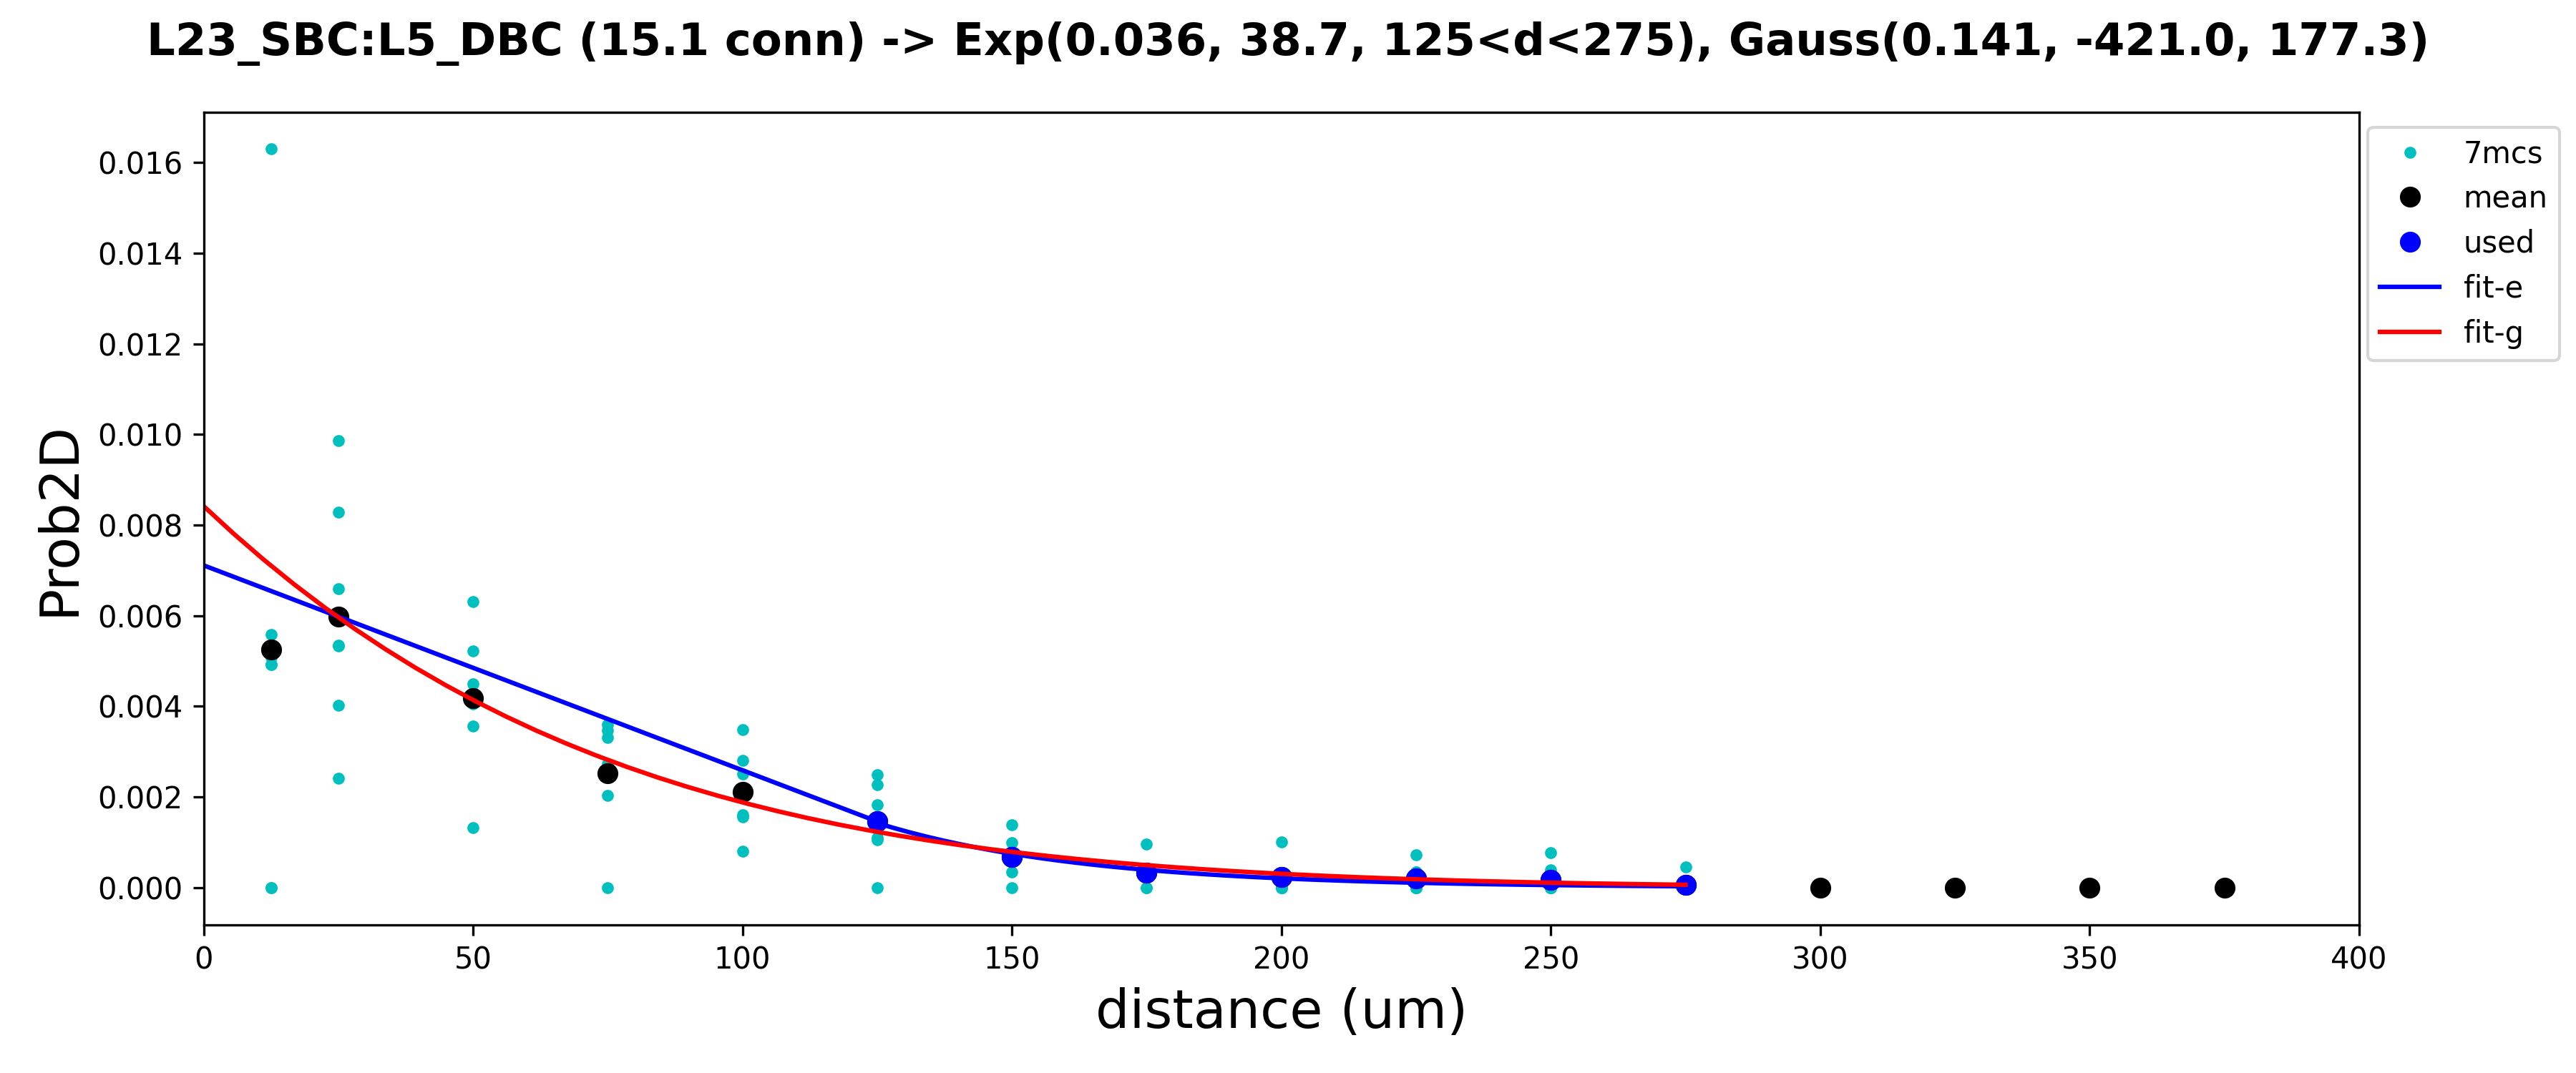 L23_SBC:L5_DBC (15.1 conn) -> Exp(0.036, 38.7, 125<d<275), Gauss(0.141, -421.0, 177.3)
0.016
0.014
0.012
0.010
0.008
0.006
0.004
0.002
0.000
Prob2D
0 50 100 150 200 250 300 350 400
distance (um)
7mcs
mean
used
fit-e
fit-g